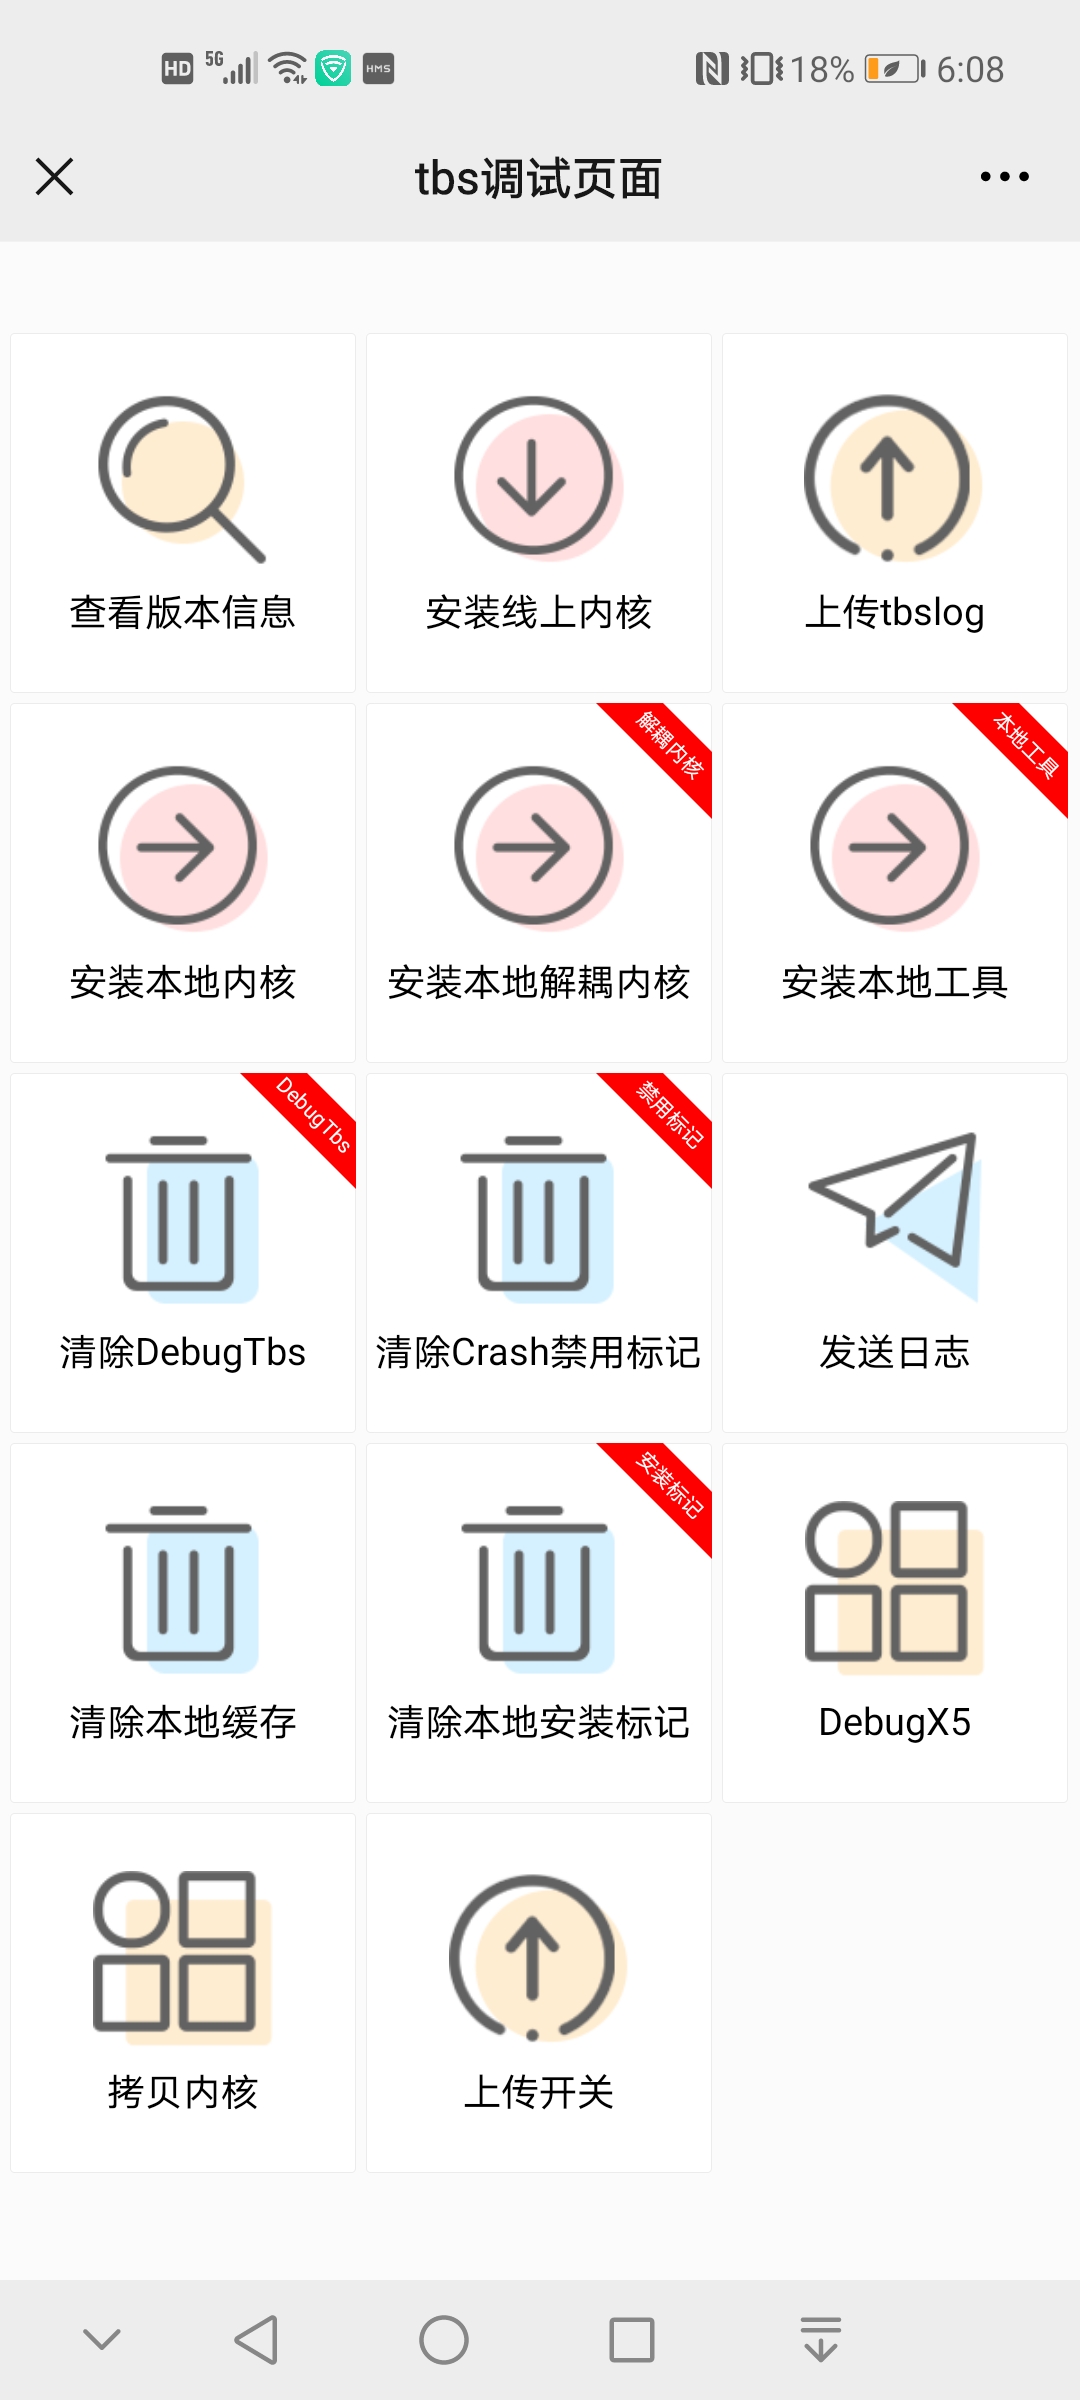 HD 5G HMS 18% 6:08
tbs调试页面
查看版本信息
安装线上内核
上传tbslog
安装本地内核
解耦内核
安装本地解耦内核
本地工具
安装本地工具
DebugTbs
清除DebugTbs
禁用标记
清除Crash禁用标记
发送日志
清除本地缓存
安装标记
清除本地安装标记
DebugX5
拷贝内核
上传开关